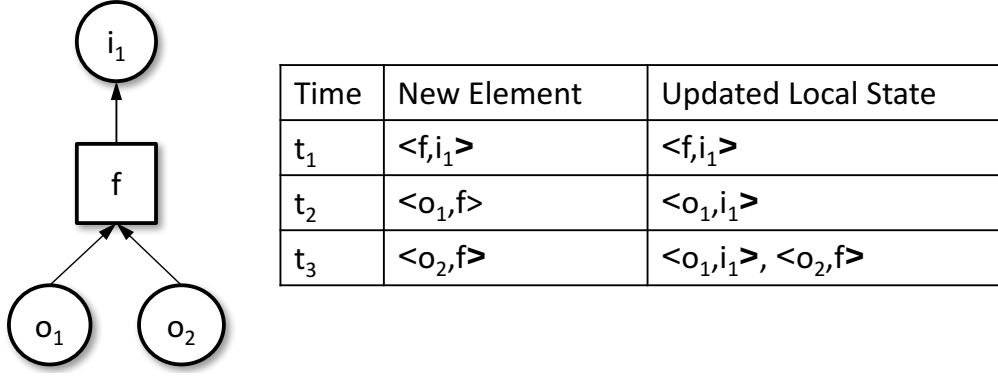 i₁
f
o₁
o₂
Time New Element Updated Local State
t₁ <f,i₁> <f,i₁>
t₂ <o₁,f> <o₁,i₁>
t₃ <o₂,f> <o₁,i₁>, <o₂,f>